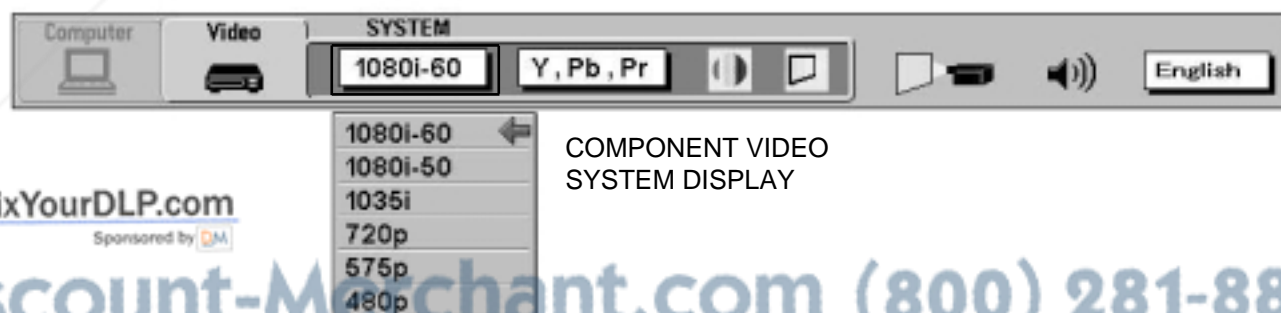 Computer Video SYSTEM
1080i-60 Y , Pb , Pr English
1080i-60
1080i-50
COMPONENT VIDEO
SYSTEM DISPLAY
1035i
720p
575p
480p
ixYourDLP.com
Sponsored by DM
scount-Merchant.com (800) 281-88